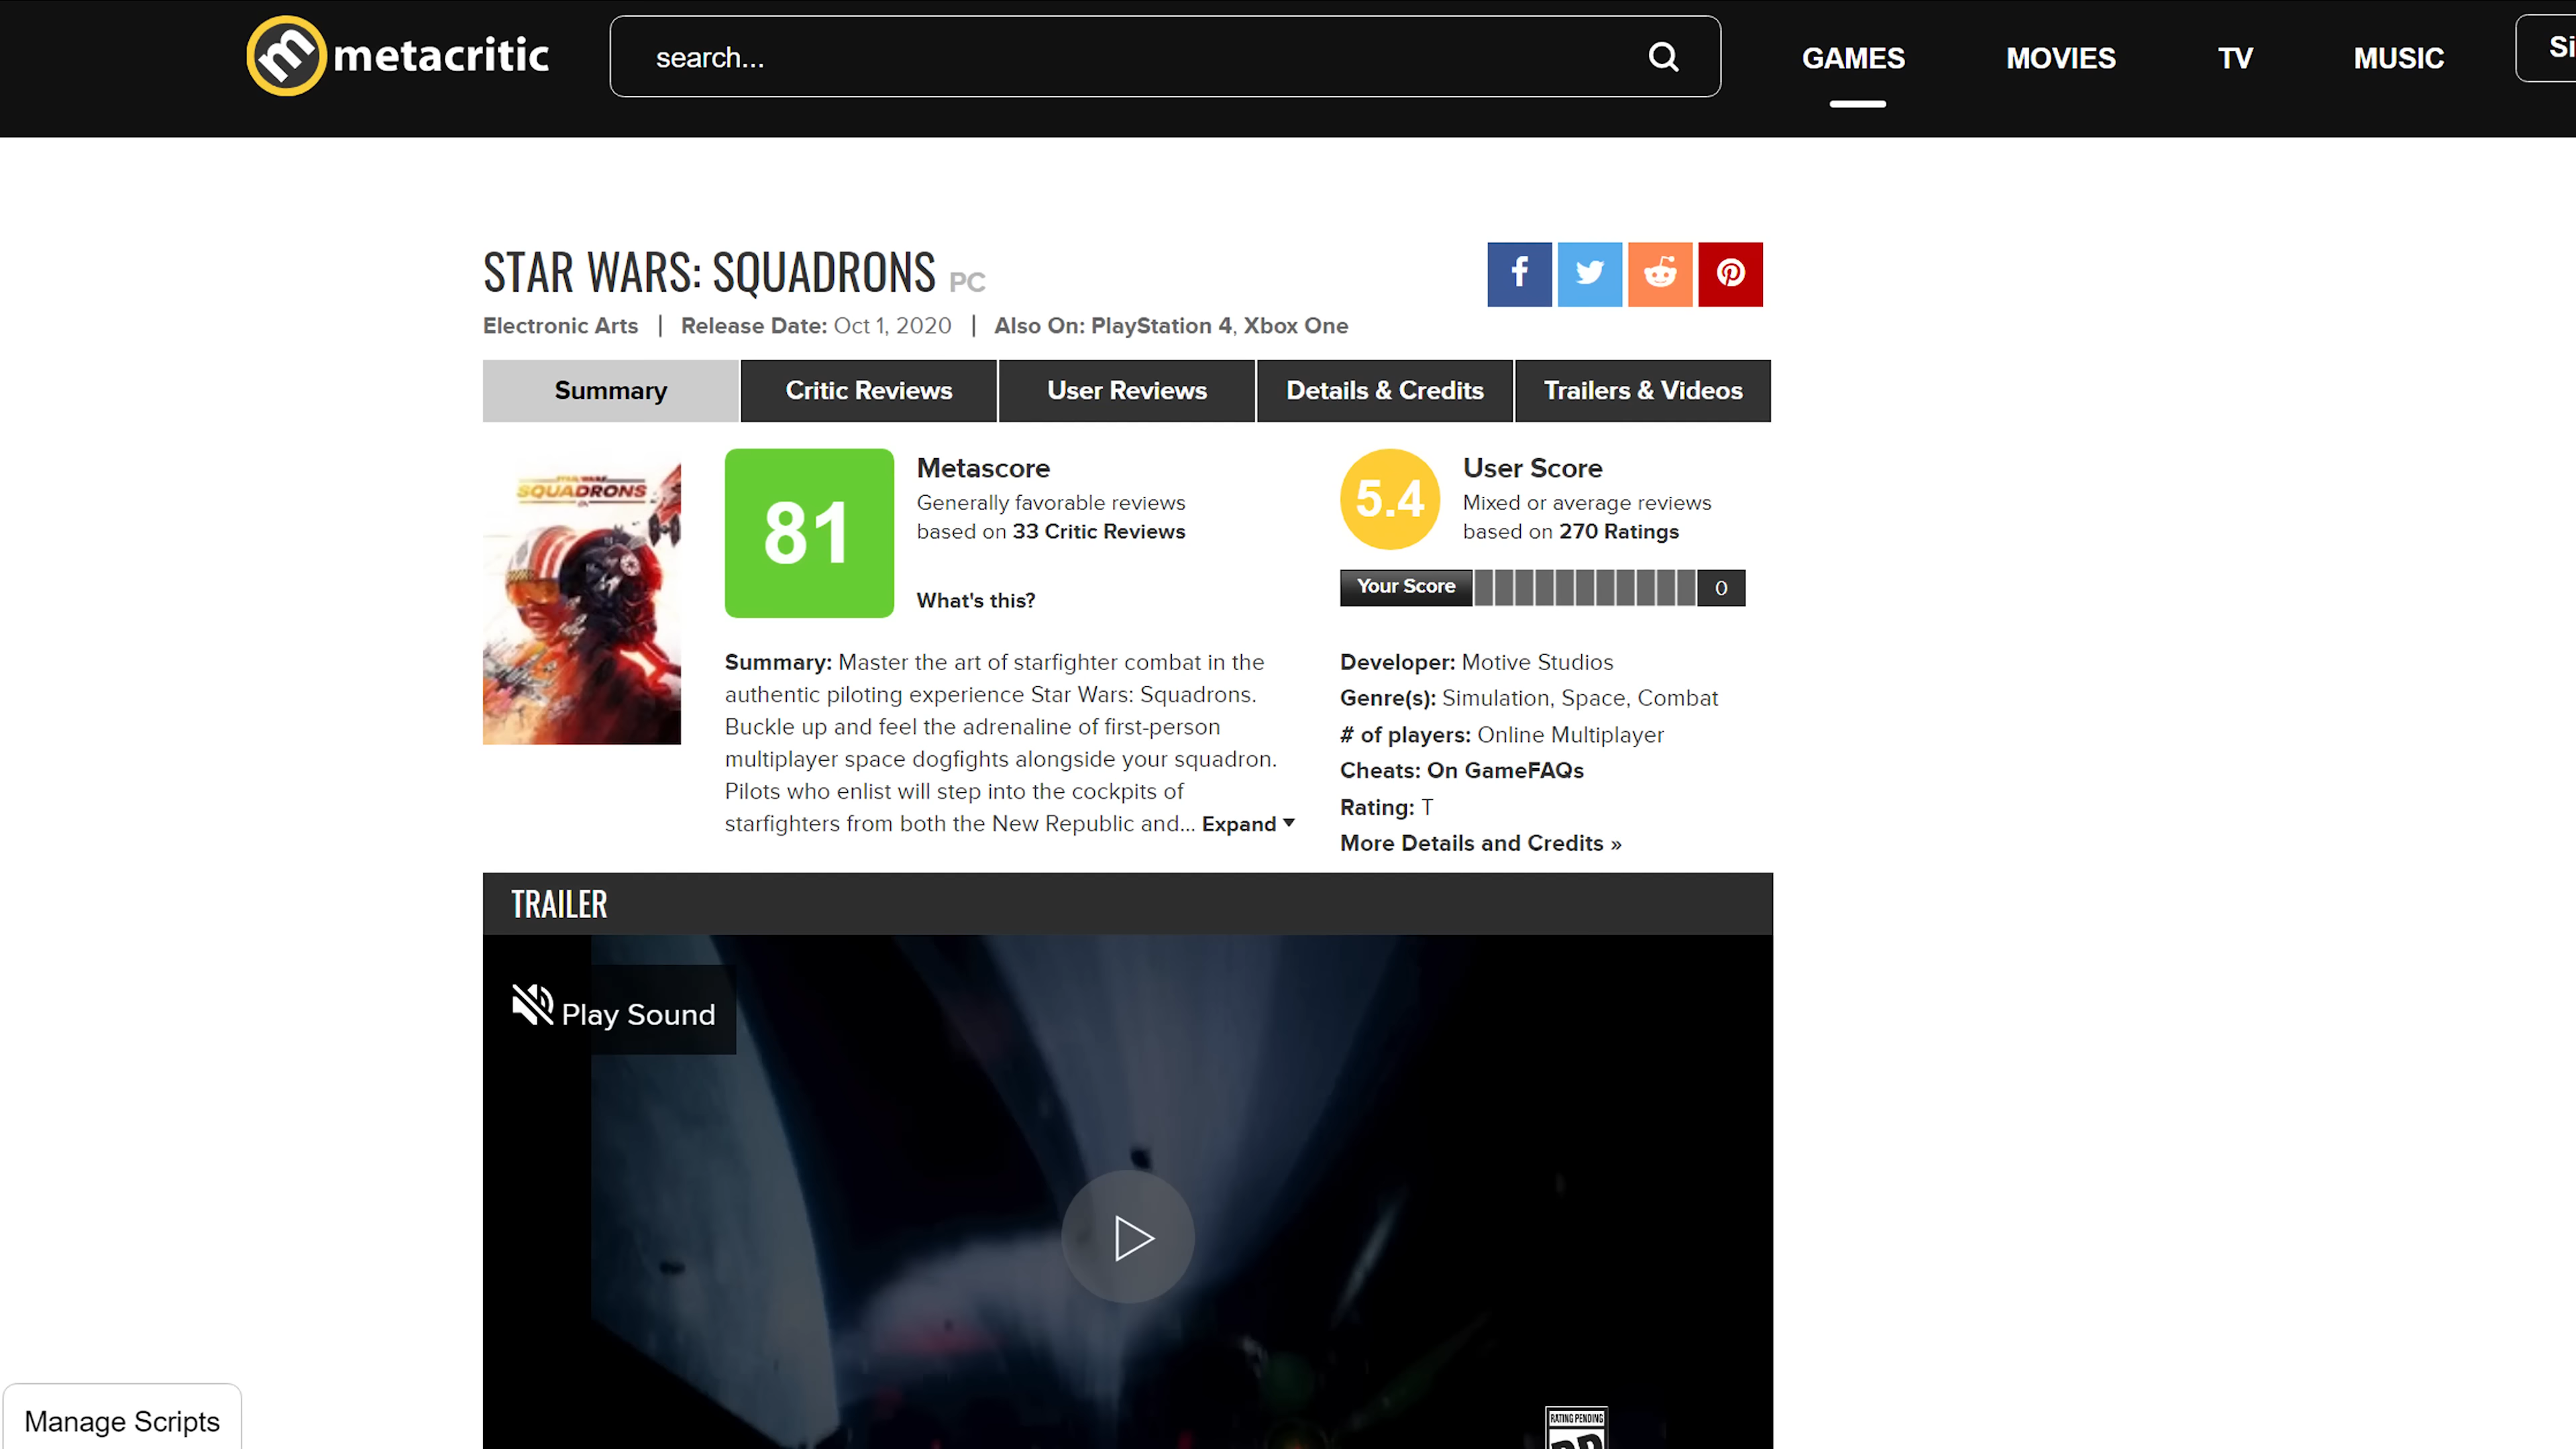 metacritic
search...
GAMES
MOVIES
TV
MUSIC
STAR WARS: SQUADRONS PC
Electronic Arts | Release Date: Oct 1, 2020 | Also On: PlayStation 4, Xbox One
Summary
Critic Reviews
User Reviews
Details & Credits
Trailers & Videos
STAR WARS
SQUADRONS
81
Metascore
Generally favorable reviews
based on 33 Critic Reviews
What's this?
5.4
User Score
Mixed or average reviews
based on 270 Ratings
Your Score
0
Summary: Master the art of starfighter combat in the
authentic piloting experience Star Wars: Squadrons.
Buckle up and feel the adrenaline of first-person
multiplayer space dogfights alongside your squadron.
Pilots who enlist will step into the cockpits of
starfighters from both the New Republic and... Expand
Developer: Motive Studios
Genre(s): Simulation, Space, Combat
# of players: Online Multiplayer
Cheats: On GameFAQs
Rating: T
More Details and Credits »
TRAILER
Play Sound
RATING PENDING
Manage Scripts